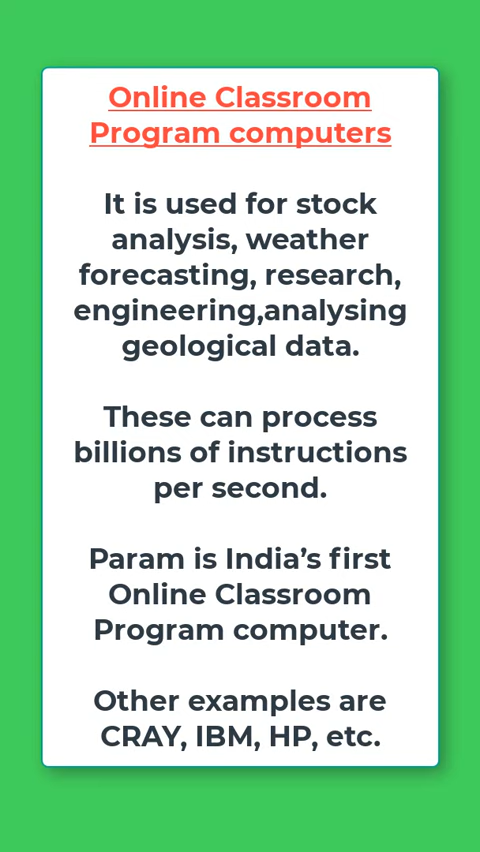 Online Classroom
Program computers
It is used for stock
analysis, weather
forecasting, research,
engineering,analysing
geological data.
These can process
billions of instructions
per second.
Param is India’s first
Online Classroom
Program computer.
Other examples are
CRAY, IBM, HP, etc.